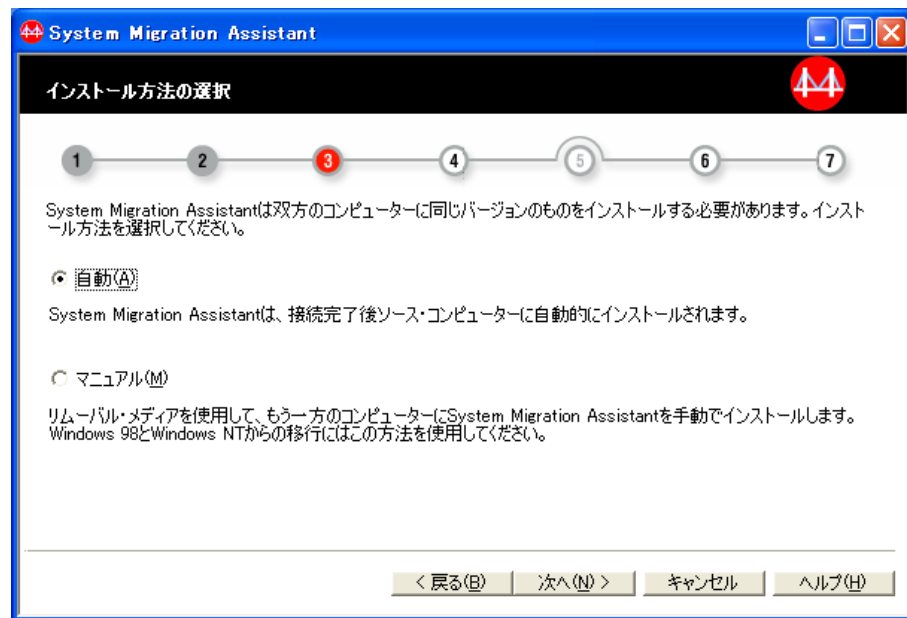 System Migration Assistant
インストール方法の選択
1 2 3 4 5 6 7
System Migration Assistantは双方のコンピューターに同じバージョンのものをインストールする必要があります。インスト
ール方法を選択してください。
自動(A)
System Migration Assistantは、接続完了後ソース・コンピューターに自動的にインストールされます。
マニュアル(M)
リムーバル・メディアを使用して、もう一方のコンピューターにSystem Migration Assistantを手動でインストールします。
Windows 98とWindows NTからの移行にはこの方法を使用してください。
< 戻る(B) 次へ(N) > キャンセル ヘルプ(H)